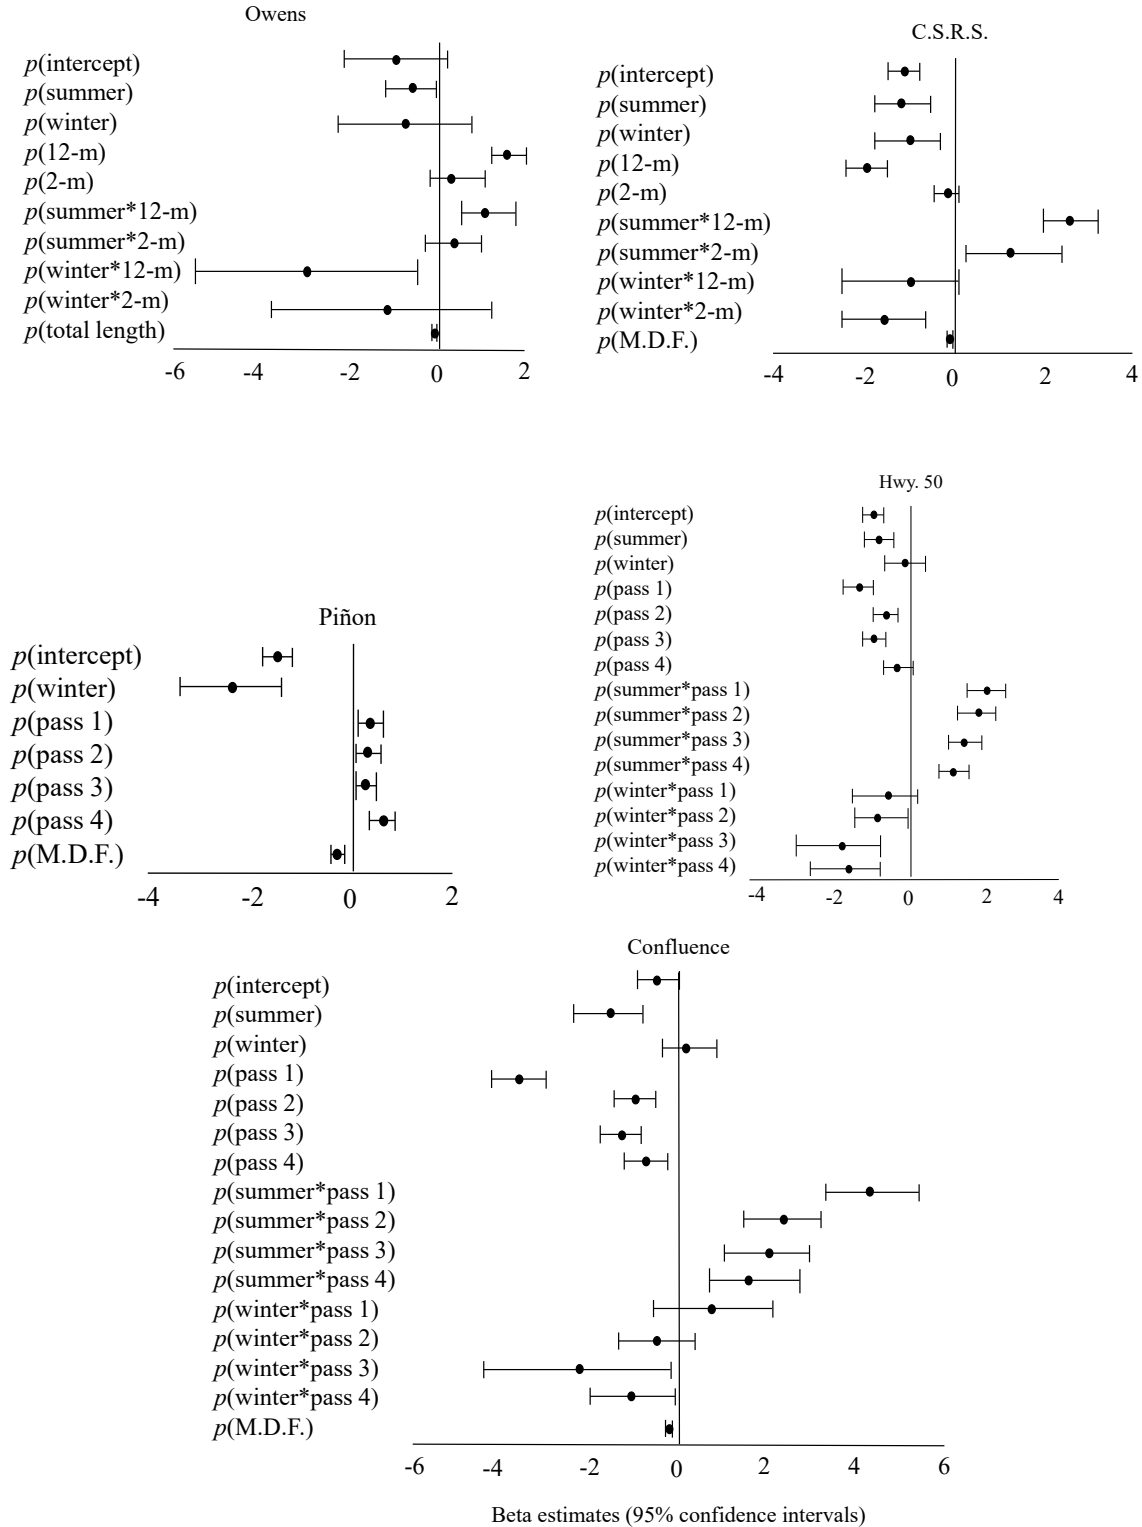 Owens
p(intercept)
p(summer)
p(winter)
p(12-m)
p(2-m)
p(summer*12-m)
p(summer*2-m)
p(winter*12-m)
p(winter*2-m)
p(total length)
-6 -4 -2 0 2
C.S.R.S.
p(intercept)
p(summer)
p(winter)
p(12-m)
p(2-m)
p(summer*12-m)
p(summer*2-m)
p(winter*12-m)
p(winter*2-m)
p(M.D.F.)
-4 -2 0 2 4
Piñon
p(intercept)
p(winter)
p(pass 1)
p(pass 2)
p(pass 3)
p(pass 4)
p(M.D.F.)
-4 -2 0 2
Hwy. 50
p(intercept)
p(summer)
p(winter)
p(pass 1)
p(pass 2)
p(pass 3)
p(pass 4)
p(summer*pass 1)
p(summer*pass 2)
p(summer*pass 3)
p(summer*pass 4)
p(winter*pass 1)
p(winter*pass 2)
p(winter*pass 3)
p(winter*pass 4)
-4 -2 0 2 4
Confluence
p(intercept)
p(summer)
p(winter)
p(pass 1)
p(pass 2)
p(pass 3)
p(pass 4)
p(summer*pass 1)
p(summer*pass 2)
p(summer*pass 3)
p(summer*pass 4)
p(winter*pass 1)
p(winter*pass 2)
p(winter*pass 3)
p(winter*pass 4)
p(M.D.F.)
-6 -4 -2 0 2 4 6
Beta estimates (95% confidence intervals)